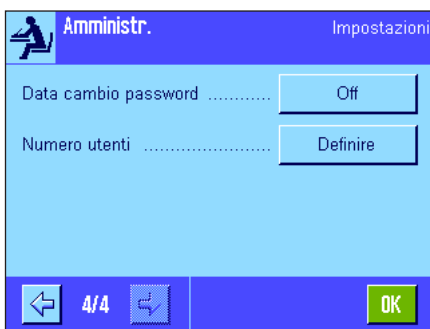 Amministr. Impostazioni
Data cambio password ............ Off
Numero utenti ....................... Definire
4/4 OK